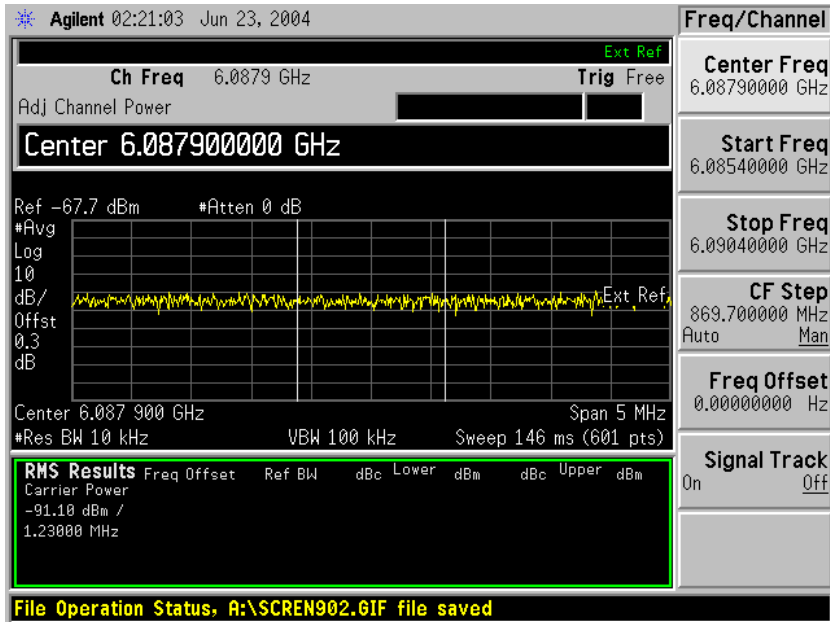 Agilent 02:21:03 Jun 23, 2004
Ext Ref
Ch Freq 6.0879 GHz Trig Free
Adj Channel Power
Center 6.087900000 GHz
Ref -67.7 dBm #Atten 0 dB
#Avg
Log
10
dB/
Offst
0.3
dB
Ext Ref
Center 6.087 900 GHz Span 5 MHz
#Res BW 10 kHz VBW 100 kHz Sweep 146 ms (601 pts)
RMS Results Freq Offset Ref BW dBc Lower dBm dBc Upper dBm
Carrier Power
-91.10 dBm /
1.23000 MHz
File Operation Status, A:\SCREN902.GIF file saved
Freq/Channel
Center Freq
6.08790000 GHz
Start Freq
6.08540000 GHz
Stop Freq
6.09040000 GHz
CF Step
869.700000 MHz
Auto Man
Freq Offset
0.00000000 Hz
Signal Track
On Off